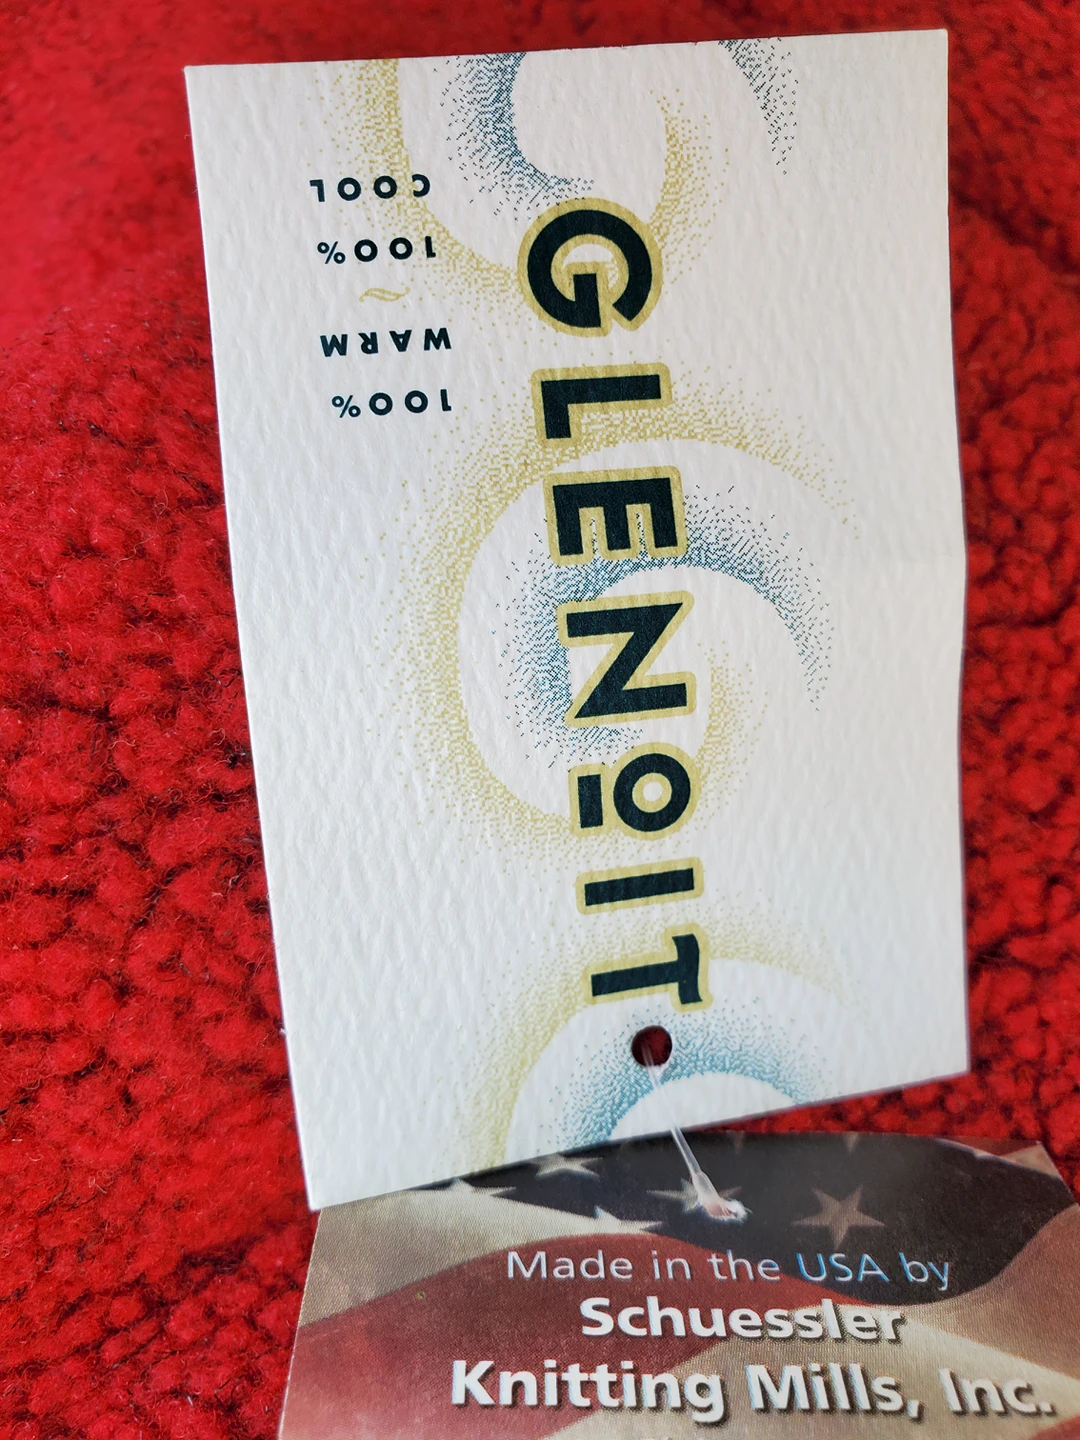 GLENOIT
100%
WARM
~
100%
COOL
Made in the USA by
Schuessler
Knitting Mills, Inc.